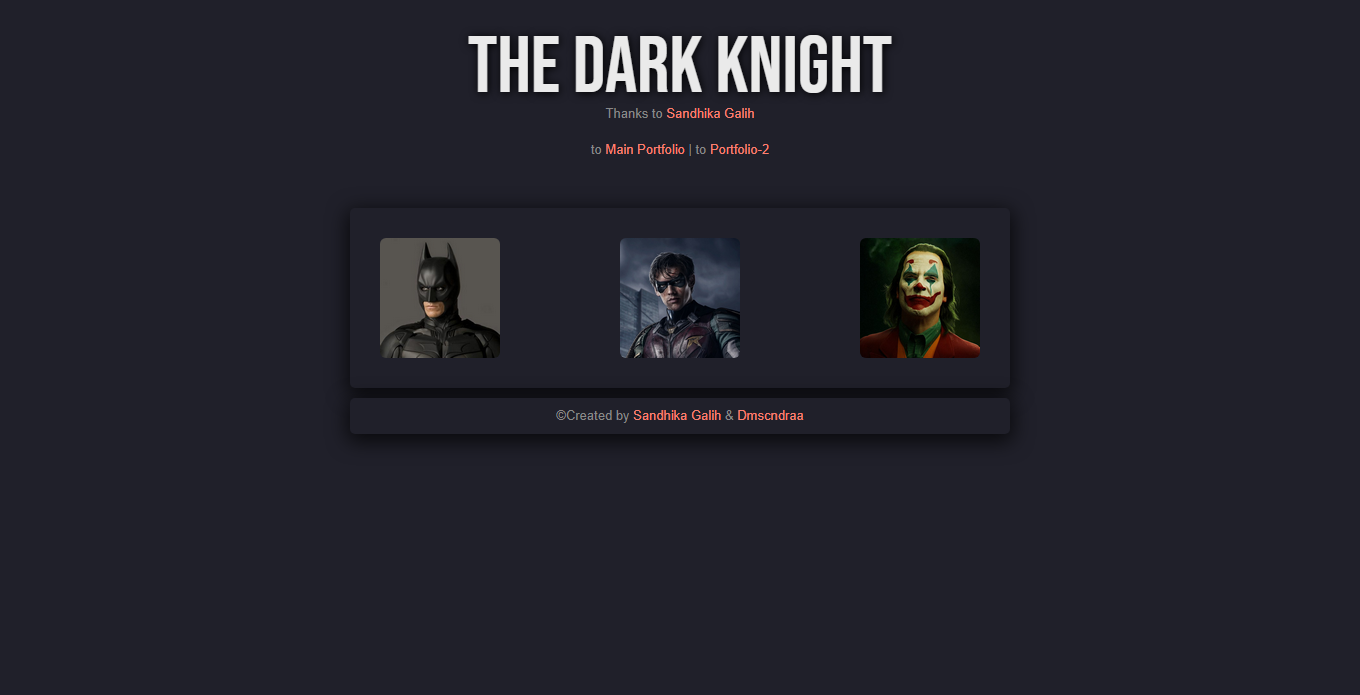 THE DARK KNIGHT
Thanks to Sandhika Galih
to Main Portfolio | to Portfolio-2
©Created by Sandhika Galih & Dmscndraa